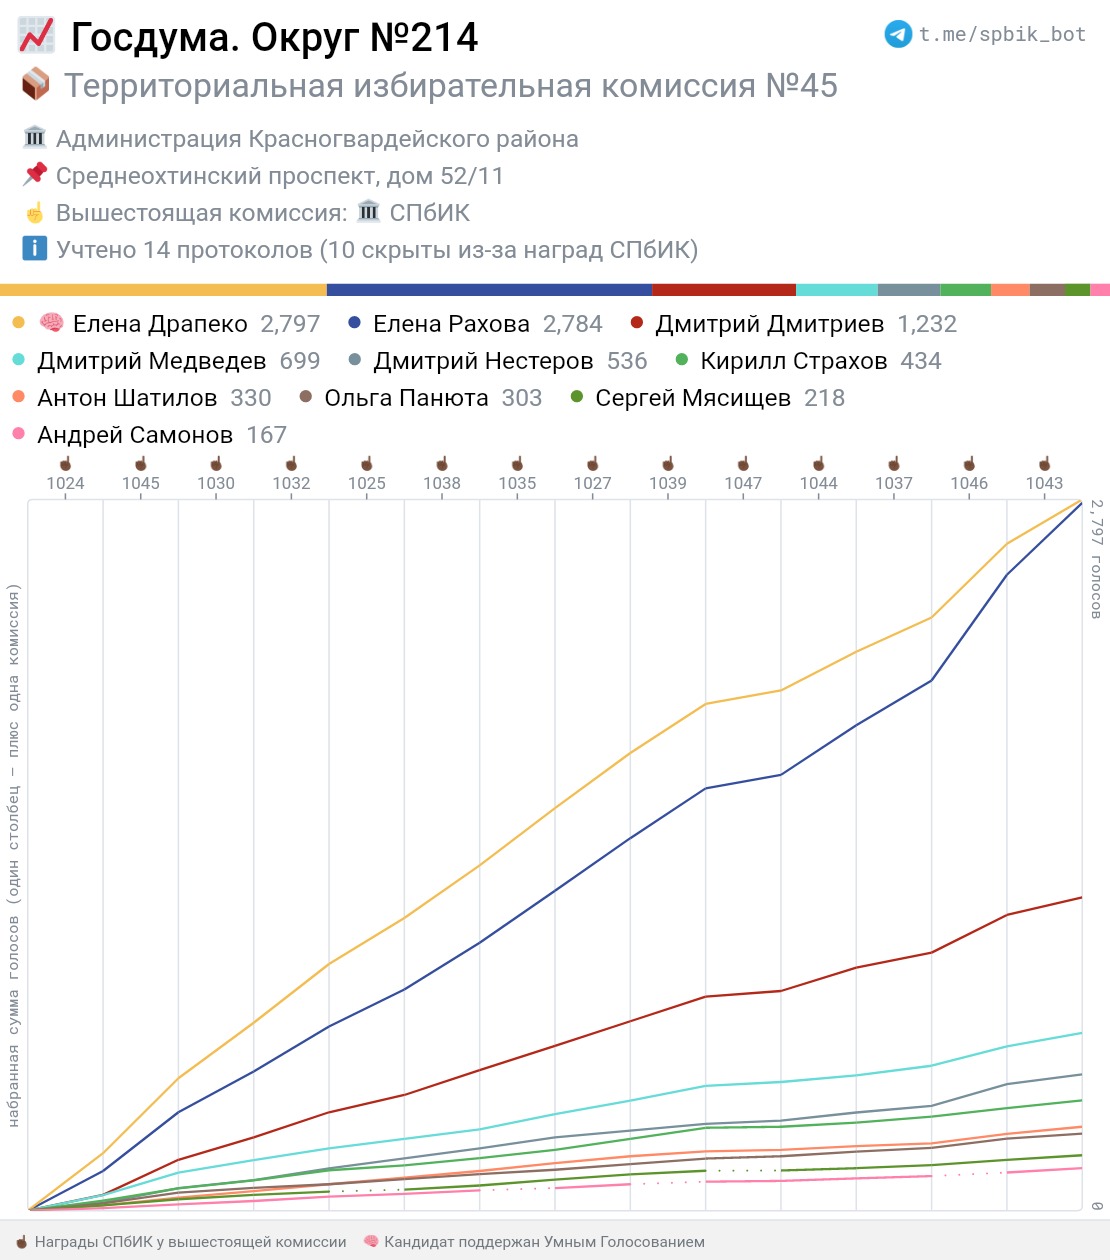 Госдума. Округ №214
t.me/spbik_bot
Территориальная избирательная комиссия №45
Администрация Красногвардейского района
Среднеохтинский проспект, дом 52/11
Вышестоящая комиссия: СПбИК
Учтено 14 протоколов (10 скрыты из-за наград СПбИК)
Елена Драпеко 2,797 Елена Рахова 2,784 Дмитрий Дмитриев 1,232
Дмитрий Медведев 699 Дмитрий Нестеров 536 Кирилл Страхов 434
Антон Шатилов 330 Ольга Панюта 303 Сергей Мясищев 218
Андрей Самонов 167
1024 1045 1030 1032 1025 1038 1035 1027 1039 1047 1044 1037 1046 1043
2,797 голосов
набранная сумма голосов (один столбец – плюс одна комиссия)
0
Награды СПбИК у вышестоящей комиссии Кандидат поддержан Умным Голосованием